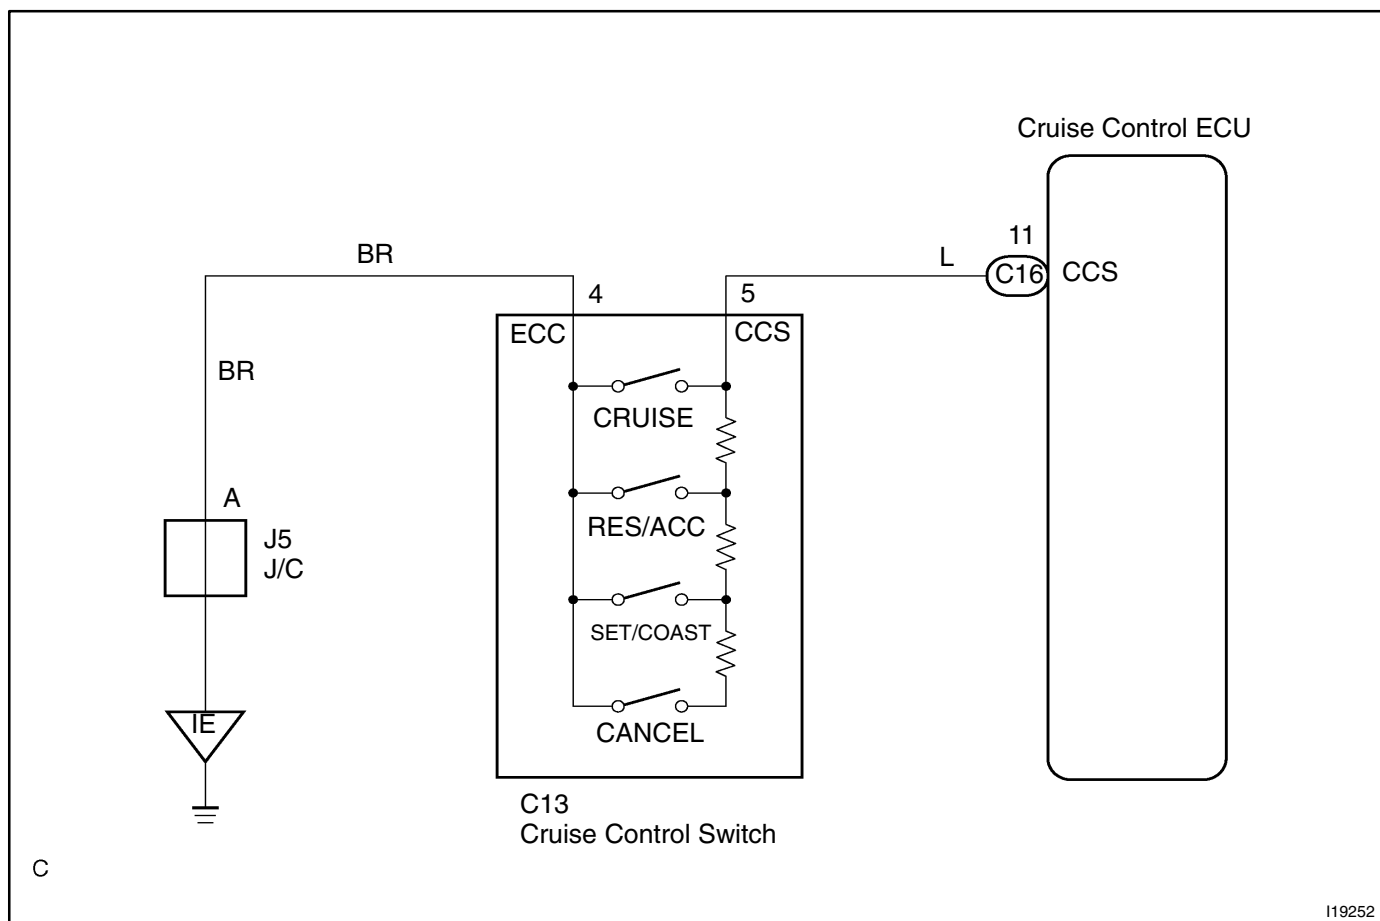 Cruise Control ECU
11
BR
L
C16
CCS
4
5
ECC
CCS
BR
CRUISE
A
RES/ACC
J5
J/C
SET/COAST
IE
CANCEL
C13
Cruise Control Switch
C
I19252